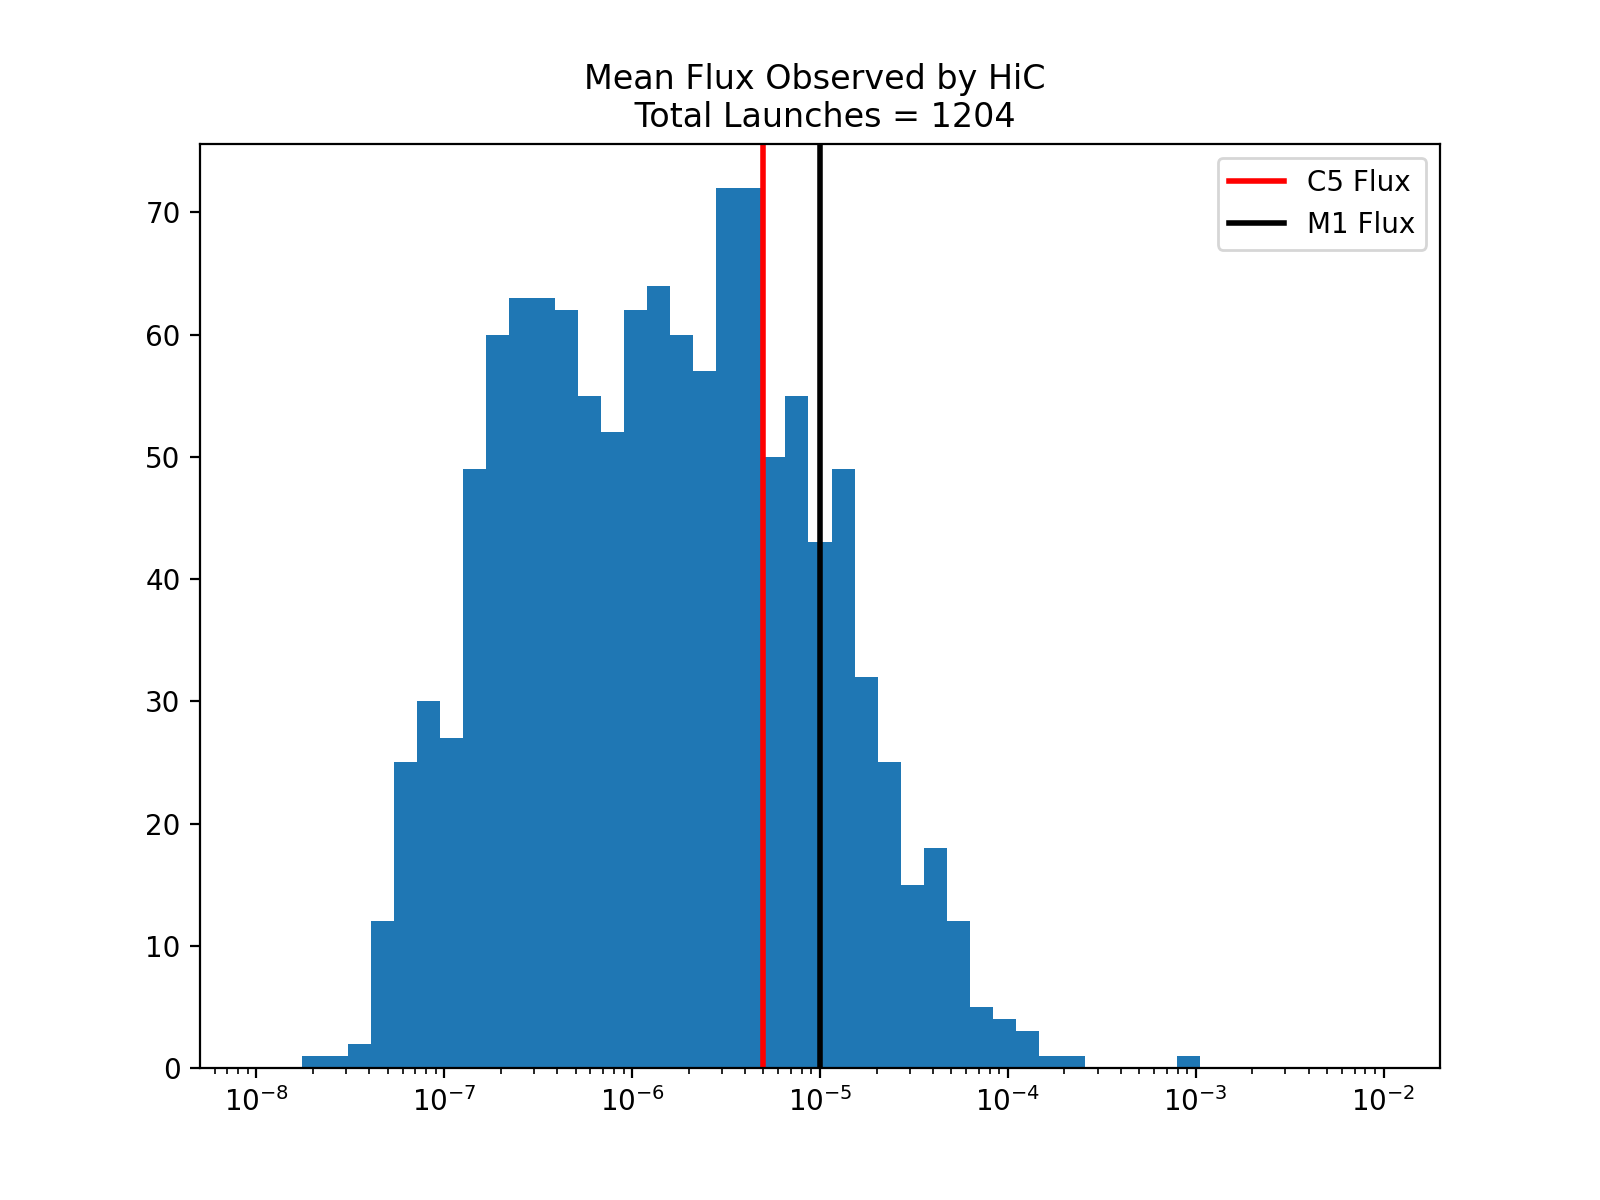 Mean Flux Observed by HiC
Total Launches = 1204
C5 Flux
M1 Flux
70
60
50
40
30
20
10
0
10⁻⁸ 10⁻⁷ 10⁻⁶ 10⁻⁵ 10⁻⁴ 10⁻³ 10⁻²